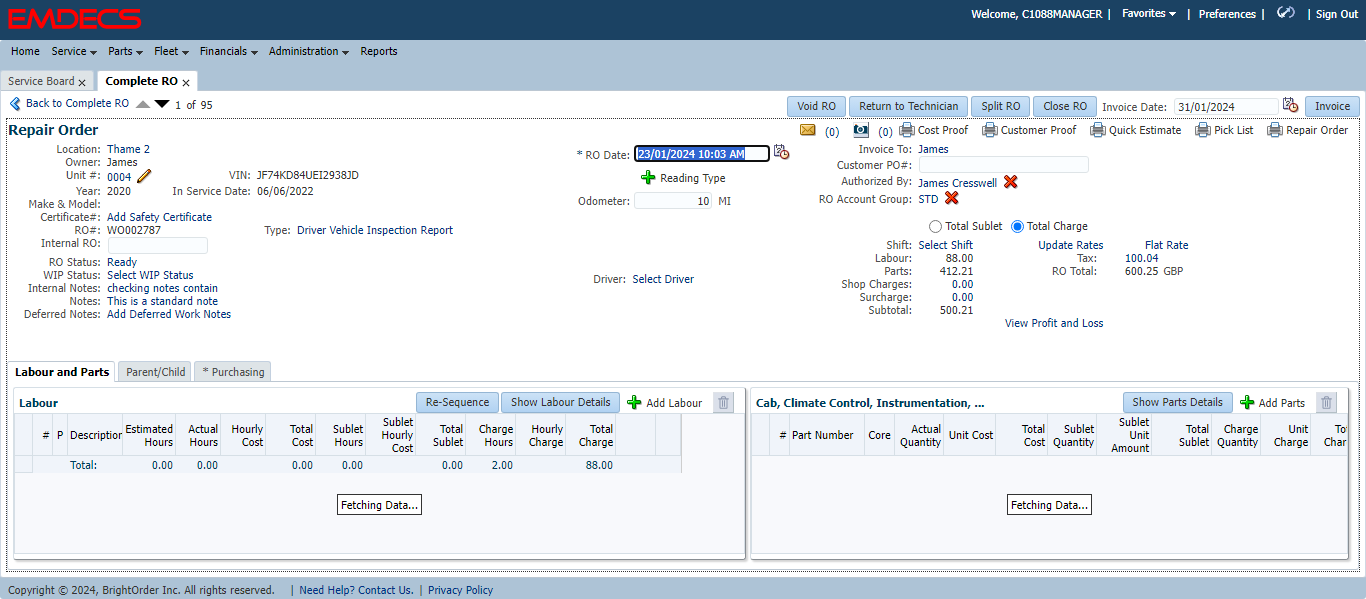 EMDECS
Welcome, C1088MANAGER | Favorites | Preferences | | Sign Out
Home Service Parts Fleet Financials Administration Reports
Service Board x Complete RO x
Back to Complete RO 1 of 95 Void RO Return to Technician Split RO Close RO Invoice Date: 31/01/2024 Invoice
Repair Order (0) (0) Cost Proof Customer Proof Quick Estimate Pick List Repair Order
Location: Thame 2
Owner: James
Unit #: 0004 VIN: JF74KD84UEI2938JD
Year: 2020 In Service Date: 06/06/2022
Make & Model:
Certificate#: Add Safety Certificate
RO#: WO002787 Type: Driver Vehicle Inspection Report
Internal RO:
RO Status: Ready
WIP Status: Select WIP Status
Internal Notes: checking notes contain
Notes: This is a standard note
Deferred Notes: Add Deferred Work Notes
* RO Date: 23/01/2024 10:03 AM
Reading Type
Odometer: 10 MI
Driver: Select Driver
Invoice To: James
Customer PO#:
Authorized By: James Cresswell
RO Account Group: STD
Total Sublet Total Charge
Shift: Select Shift Update Rates Flat Rate
Labour: 88.00 Tax: 100.04
Parts: 412.21 RO Total: 600.25 GBP
Shop Charges: 0.00
Surcharge: 0.00
Subtotal: 500.21
View Profit and Loss
Labour and Parts Parent/Child * Purchasing
Labour Re-Sequence Show Labour Details Add Labour
# P Description Estimated Hours Actual Hours Hourly Cost Total Cost Sublet Hours Sublet Hourly Cost Total Sublet Charge Hours Hourly Charge Total Charge
Total: 0.00 0.00 0.00 0.00 0.00 2.00 88.00
Fetching Data...
Cab, Climate Control, Instrumentation, ... Show Parts Details Add Parts
# Part Number Core Actual Quantity Unit Cost Total Cost Sublet Quantity Sublet Unit Amount Total Sublet Charge Quantity Unit Charge Tot Char
Fetching Data...
Copyright © 2024, BrightOrder Inc. All rights reserved. | Need Help? Contact Us. | Privacy Policy